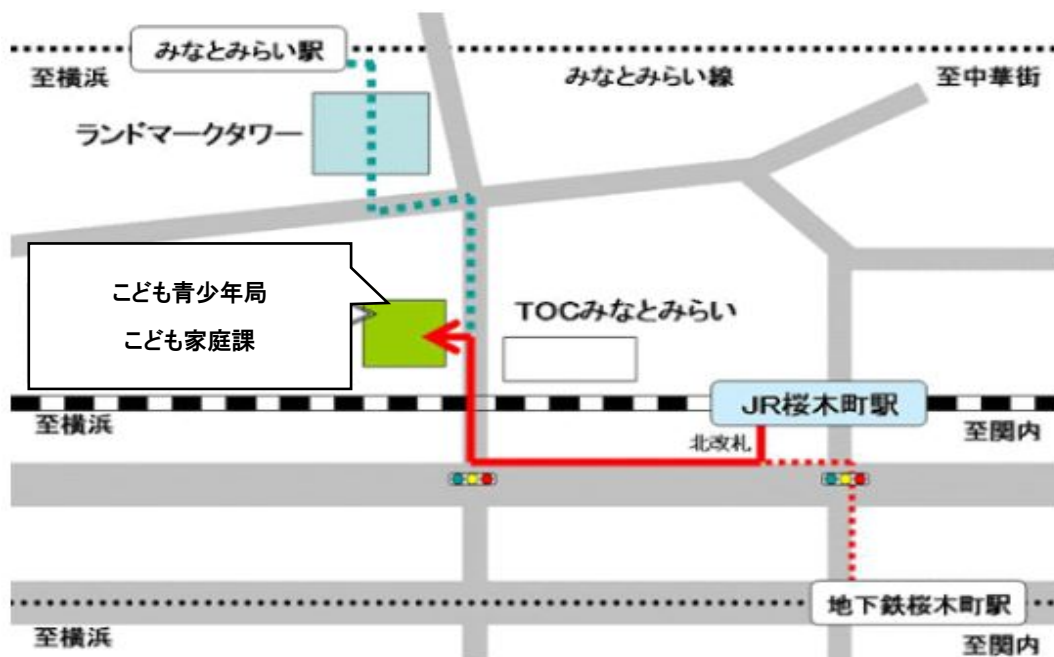 みなとみらい駅
至横浜
みなとみらい線
至中華街
ランドマークタワー
こども青少年局
こども家庭課
TOCみなとみらい
JR桜木町駅
至横浜
北改札
至関内
地下鉄桜木町駅
至横浜
至関内